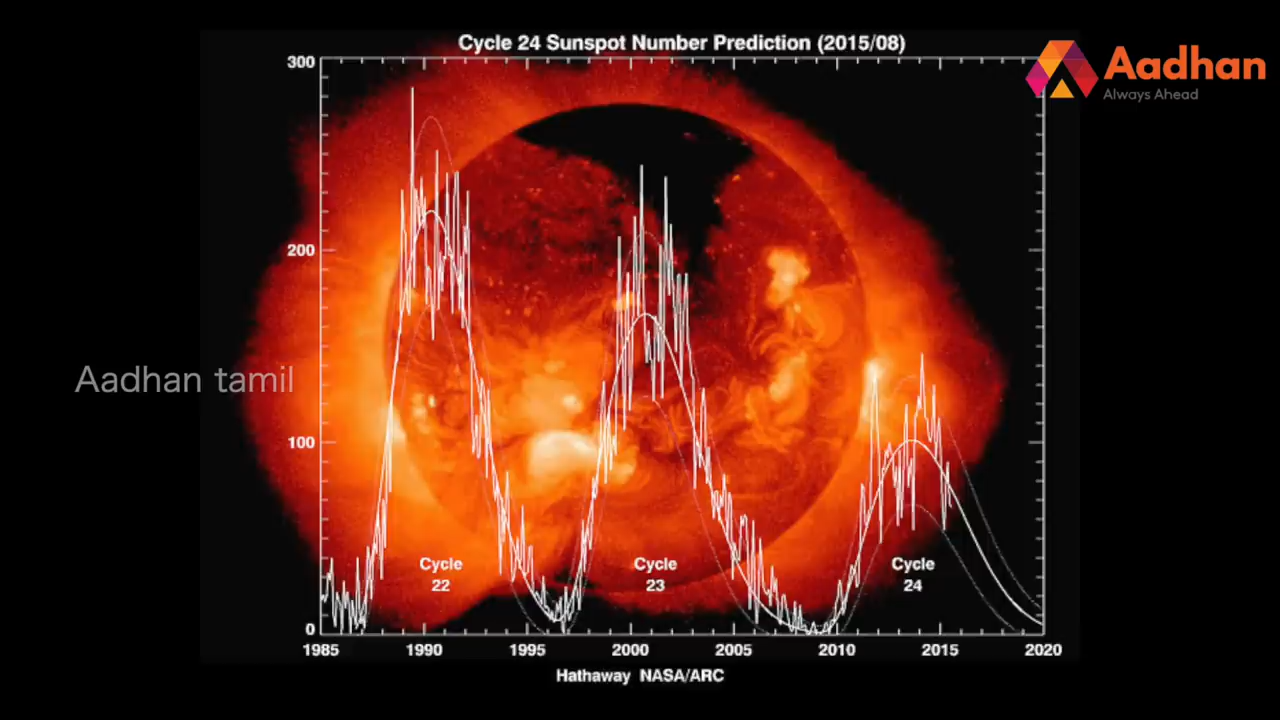 Cycle 24 Sunspot Number Prediction (2015/08)
Aadhan
Always Ahead
300
200
Aadhan tamil
100
Cycle
22
Cycle
23
Cycle
24
0
1985 1990 1995 2000 2005 2010 2015 2020
Hathaway NASA/ARC